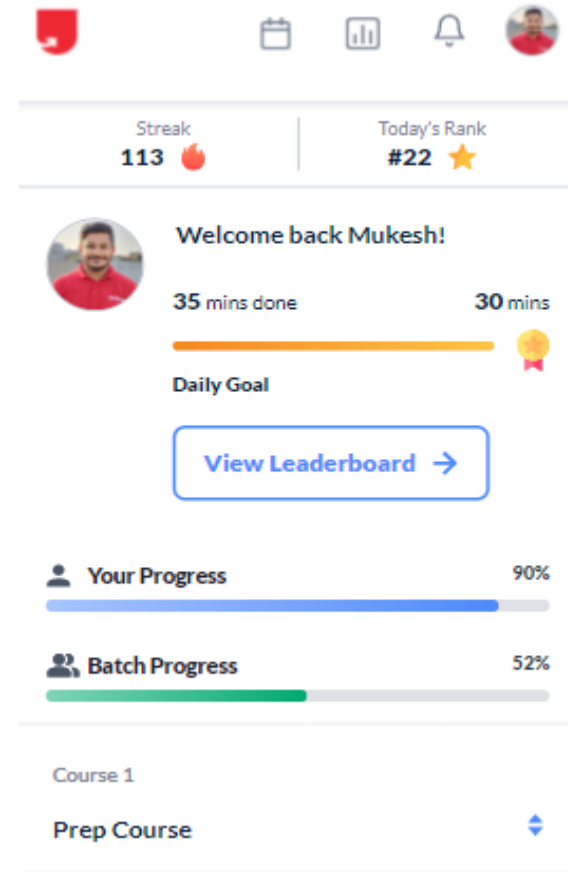 Streak
Today's Rank
113
#22
Welcome back Mukesh!
35 mins done
30 mins
Daily Goal
View Leaderboard →
Your Progress
90%
Batch Progress
52%
Course 1
Prep Course